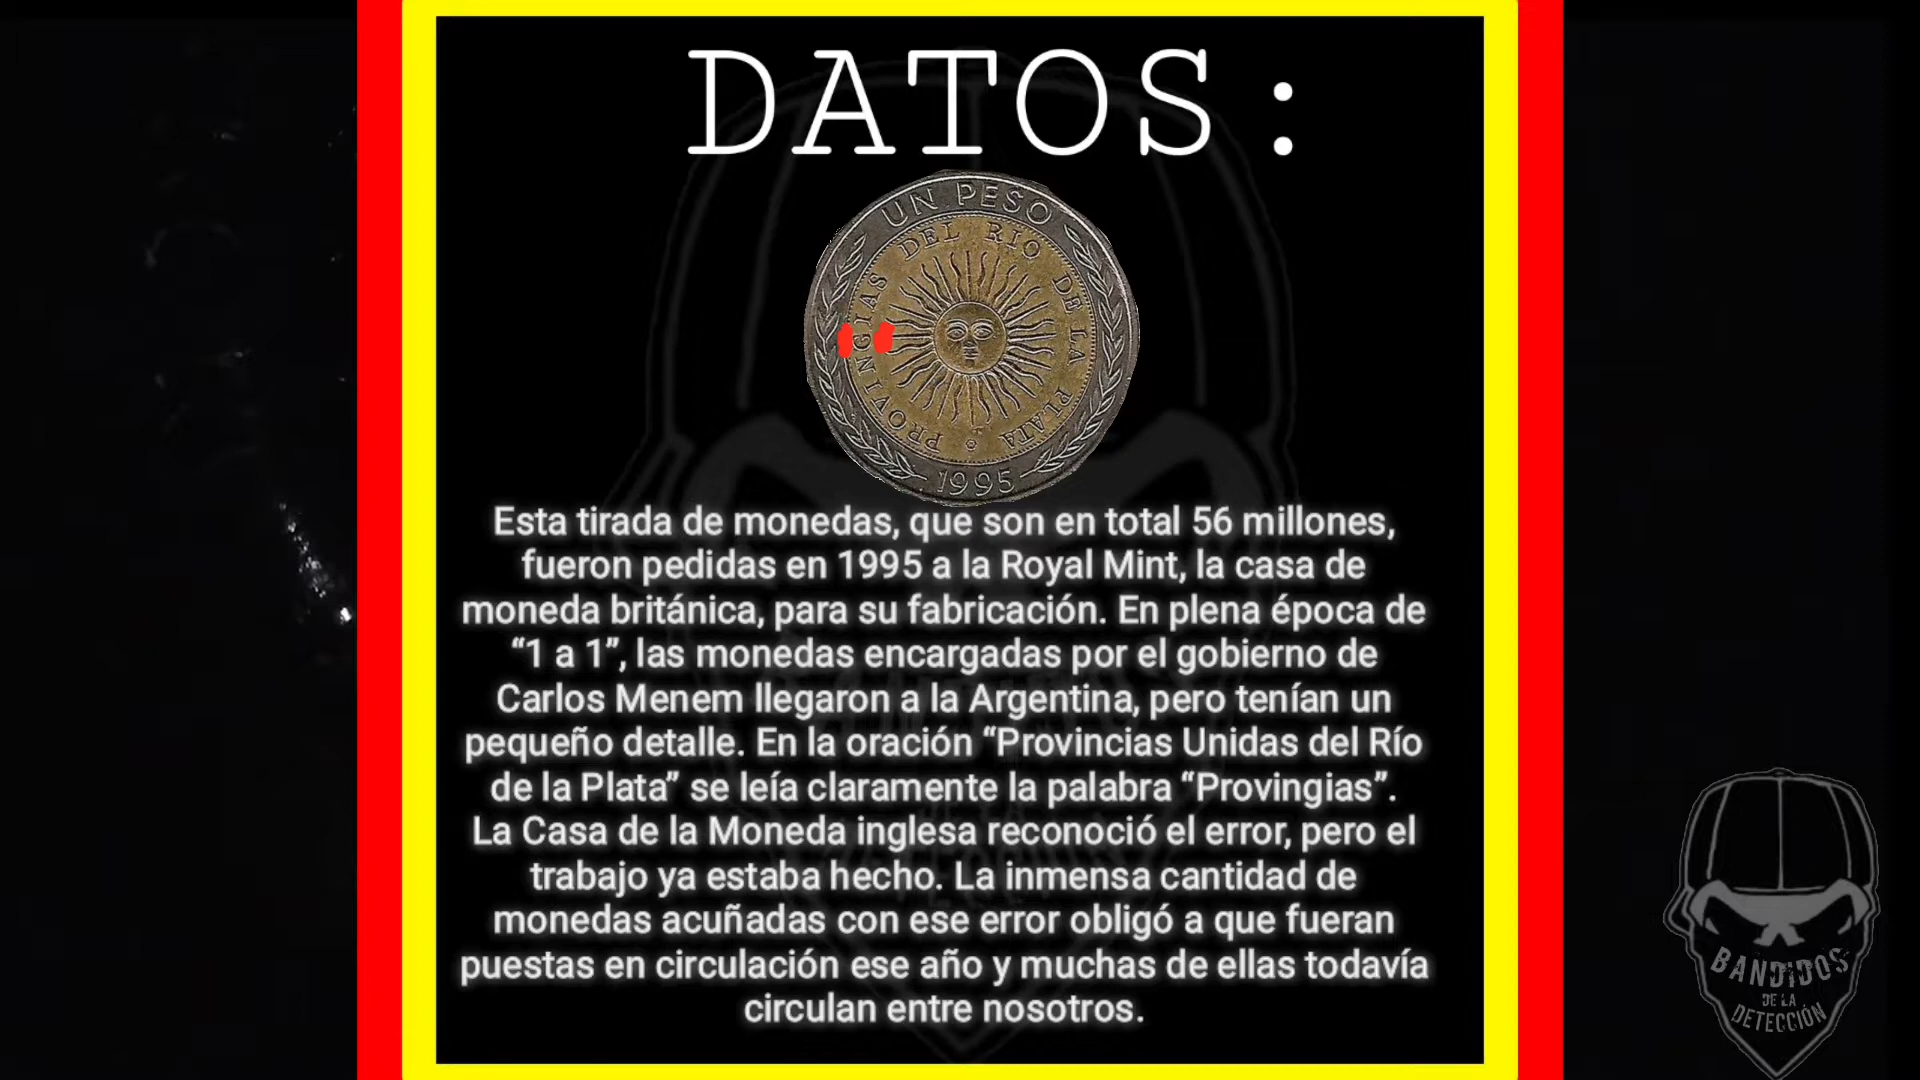 DATOS:
UN PESO
PROVINGIAS DEL RIO DE LA PLATA
1995
Esta tirada de monedas, que son en total 56 millones,
fueron pedidas en 1995 a la Royal Mint, la casa de
moneda británica, para su fabricación. En plena época de
“1 a 1”, las monedas encargadas por el gobierno de
Carlos Menem llegaron a la Argentina, pero tenían un
pequeño detalle. En la oración “Provincias Unidas del Río
de la Plata” se leía claramente la palabra “Provingias”.
La Casa de la Moneda inglesa reconoció el error, pero el
trabajo ya estaba hecho. La inmensa cantidad de
monedas acuñadas con ese error obligó a que fueran
puestas en circulación ese año y muchas de ellas todavía
circulan entre nosotros.
BANDIDOS
DE LA
DETECCIÓN